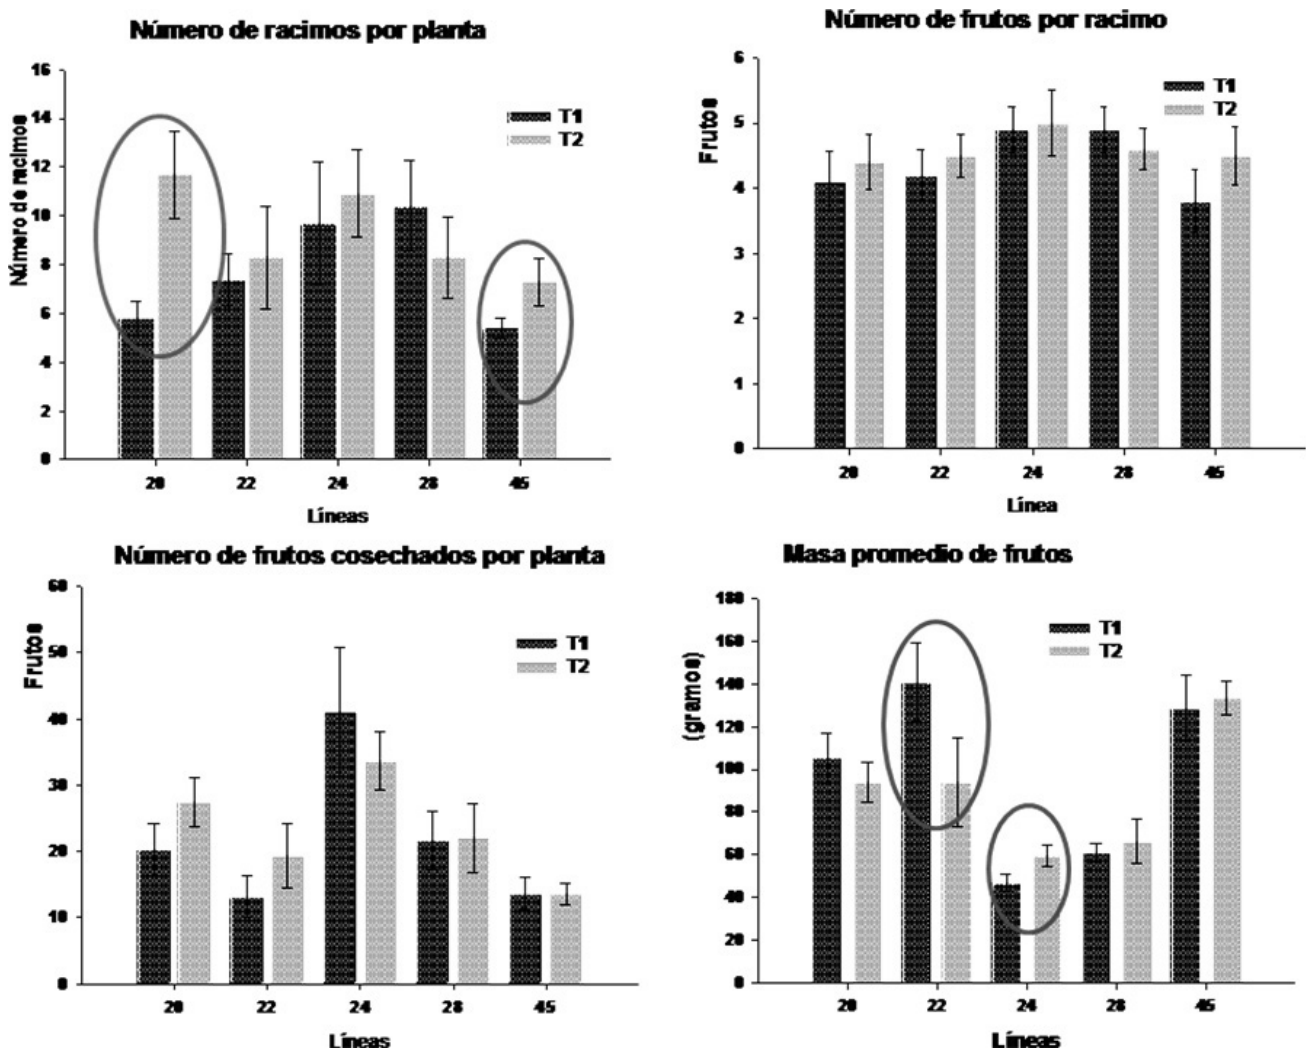 Número de racimos por planta
Número de racimos
16
14
12
10
8
6
4
2
0
T1
T2
20
22
24
28
45
Líneas
Número de frutos por racimo
Frutos
6
5
4
3
2
1
0
T1
T2
20
22
24
28
45
Línea
Número de frutos cosechados por planta
Frutos
60
50
40
30
20
10
0
T1
T2
20
22
24
28
45
Líneas
Masa promedio de frutos
(gramos)
180
160
140
120
100
80
60
40
20
0
T1
T2
20
22
24
28
45
Líneas